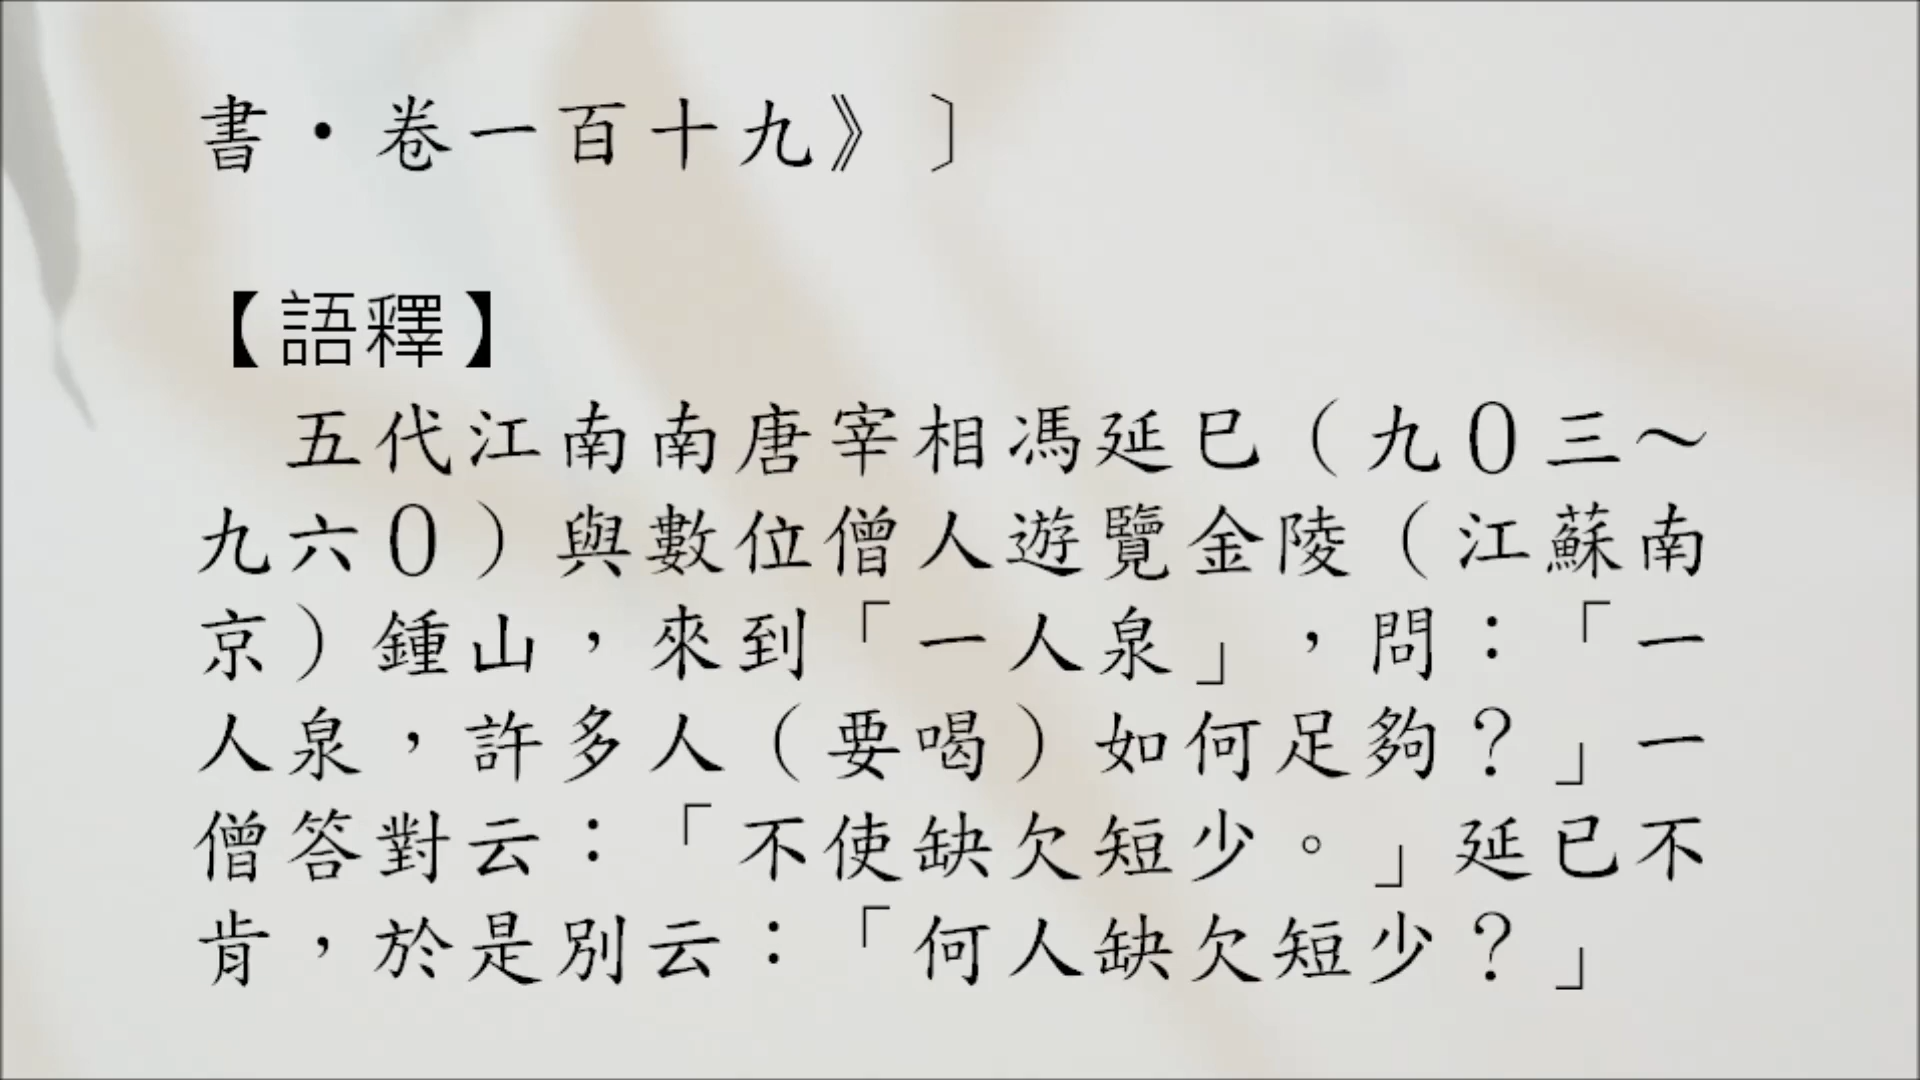 書·卷一百十九》〕
【語釋】
五代江南南唐宰相馮延巳（九０三～
九六０）與數位僧人遊覽金陵（江蘇南
京）鍾山，來到「一人泉」，問：「一
人泉，許多人（要喝）如何足夠？」一
僧答對云：「不使缺欠短少。」延已不
肯，於是別云：「何人缺欠短少？」